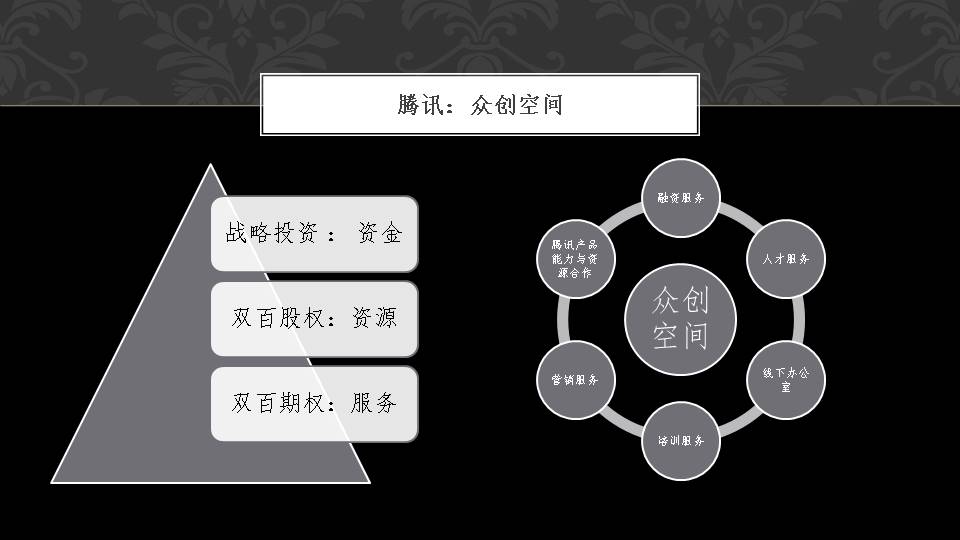 腾讯：众创空间
战略投资： 资金
双百股权：资源
双百期权：服务
融资服务
人才服务
线下办公
室
培训服务
营销服务
腾讯产品
能力与资
源合作
众创
空间